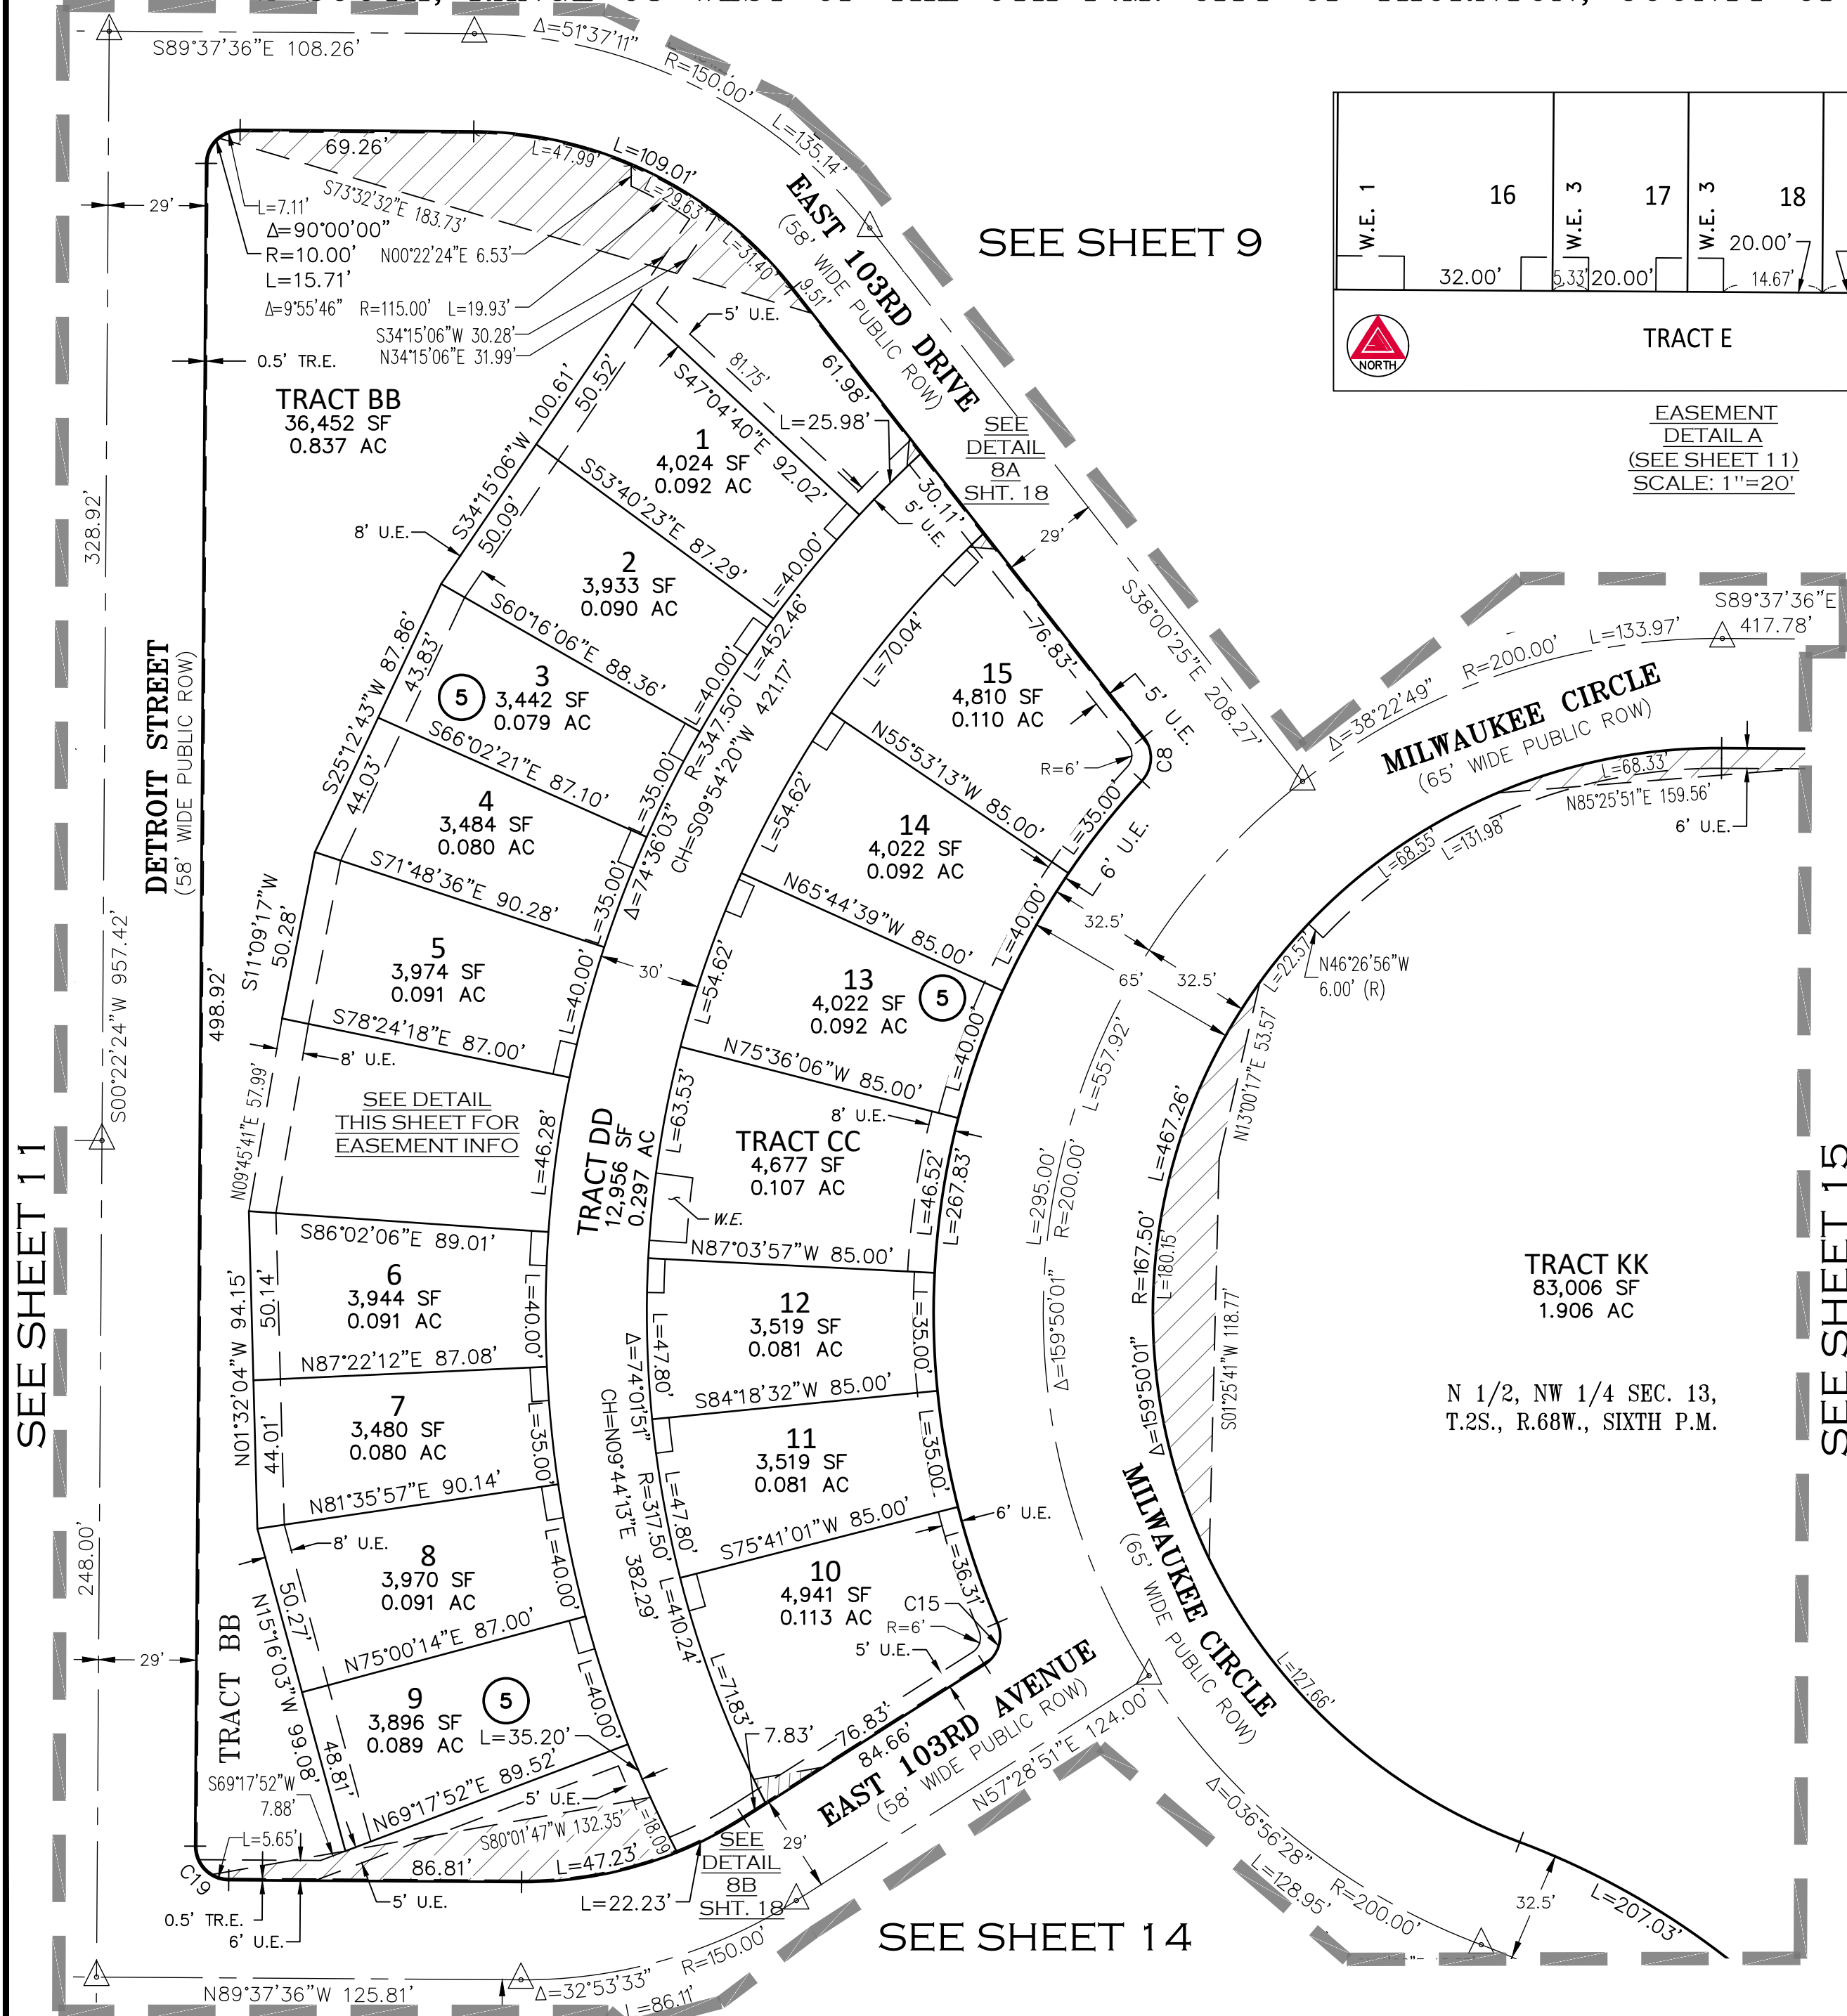 S89°37'36"E 108.26'
Δ=51°37'11"
R=150.00'
L=135.14'
69.26'
L=47.99'
L=109.01'
S73°32'32"E 183.73'
L=29.63'
29'
L=7.11'
Δ=90°00'00"
R=10.00'
L=15.71'
N00°22'24"E 6.53'
Δ=9°55'46" R=115.00' L=19.93'
S34°15'06"W 30.28'
N34°15'06"E 31.99'
0.5' TR.E.
L=31.40'
9.51'
EAST 103RD DRIVE
(58' WIDE PUBLIC ROW)
SEE SHEET 9
W.E. 1
16
W.E. 3
17
W.E. 3
18
32.00'
5.33'
20.00'
20.00'
14.67'
NORTH
TRACT E
EASEMENT
DETAIL A
(SEE SHEET 11)
SCALE: 1"=20'
TRACT BB
36,452 SF
0.837 AC
328.92'
5' U.E.
81.75'
S47°04'40"E 92.02'
61.98'
L=25.98'
SEE
DETAIL
8A
SHT. 18
S34°15'06"W 100.61'
50.52'
1
4,024 SF
0.092 AC
30.11'
5' U.E.
29'
S53°40'23"E 87.29'
50.09'
8' U.E.
L=40.00'
2
3,933 SF
0.090 AC
L=452.46'
S38°00'25"E 208.27'
S89°37'36"E
417.78'
L=133.97'
R=200.00'
Δ=38°22'49"
MILWAUKEE CIRCLE
(65' WIDE PUBLIC ROW)
DETROIT STREET
(58' WIDE PUBLIC ROW)
S25°12'43"W 87.86'
43.83'
S60°16'06"E 88.36'
5
3
3,442 SF
0.079 AC
L=40.00'
R=347.50'
CH=S09°54'20"W 421.17'
Δ=74°36'03"
L=70.04'
76.83'
15
4,810 SF
0.110 AC
5' U.E.
R=6'
C8
L=35.00'
6' U.E.
44.03'
S66°02'21"E 87.10'
L=35.00'
4
3,484 SF
0.080 AC
L=54.62'
N55°53'13"W 85.00'
14
4,022 SF
0.092 AC
L=68.33'
N85°25'51"E 159.56'
6' U.E.
L=68.55'
L=131.98'
S71°48'36"E 90.28'
L=35.00'
S11°09'17"W
50.28'
5
3,974 SF
0.091 AC
L=40.00'
30'
N65°44'39"W 85.00'
L=40.00'
32.5'
65'
32.5'
L=22.57'
N46°26'56"W
6.00' (R)
N13°00'17"E 53.57'
S00°22'24"W 957.42'
498.92'
13
4,022 SF
0.092 AC
5
L=54.62'
L=40.00'
S78°24'18"E 87.00'
8' U.E.
N09°45'41"E 57.99'
SEE DETAIL
THIS SHEET FOR
EASEMENT INFO
L=46.28'
TRACT DD
12,956 SF
0.297 AC
L=63.53'
N75°36'06"W 85.00'
8' U.E.
TRACT CC
4,677 SF
0.107 AC
W.E.
L=46.52'
L=267.83'
L=557.92'
L=295.00'
R=200.00'
L=467.26'
R=167.50'
L=180.15'
SEE SHEET 11
SEE SHEET 15
S86°02'06"E 89.01'
N87°03'57"W 85.00'
N01°32'04"W 94.15'
50.14'
6
3,944 SF
0.091 AC
L=40.00'
L=47.80'
12
3,519 SF
0.081 AC
L=35.00'
Δ=159°50'01"
Δ=159°50'01"
S01°25'41"W 118.77'
TRACT KK
83,006 SF
1.906 AC
N 1/2, NW 1/4 SEC. 13,
T.2S., R.68W., SIXTH P.M.
N87°22'12"E 87.08'
44.01'
7
3,480 SF
0.080 AC
L=35.00'
Δ=74°01'51"
R=317.50'
L=410.24'
CH=N09°44'13"E 382.29'
S84°18'32"W 85.00'
11
3,519 SF
0.081 AC
L=35.00'
L=47.80'
6' U.E.
N81°35'57"E 90.14'
8' U.E.
248.00'
8
3,970 SF
0.091 AC
L=40.00'
S75°41'01"W 85.00'
10
4,941 SF
0.113 AC
L=36.31'
C15
R=6'
5' U.E.
MILWAUKEE CIRCLE
(65' WIDE PUBLIC ROW)
29'
TRACT BB
N15°16'03"W 99.08'
50.27'
N75°00'14"E 87.00'
9
3,896 SF
0.089 AC
5
L=40.00'
L=35.20'
L=71.83'
7.83'
76.83'
84.66'
EAST 103RD AVENUE
(58' WIDE PUBLIC ROW)
N57°28'51"E 124.00'
L=127.66'
48.81'
S69°17'52"W
7.88'
N69°17'52"E 89.52'
5' U.E.
S80°01'47"W 132.35'
L=18.09'
L=5.65'
C19
86.81'
L=47.23'
5' U.E.
0.5' TR.E.
6' U.E.
L=22.23'
SEE
DETAIL
8B
SHT. 18
29'
SEE SHEET 14
Δ=036°56'28"
L=128.95'
R=200.00'
32.5'
L=207.03'
N89°37'36"W 125.81'
Δ=32°53'33"
R=150.00'
L=86.11'